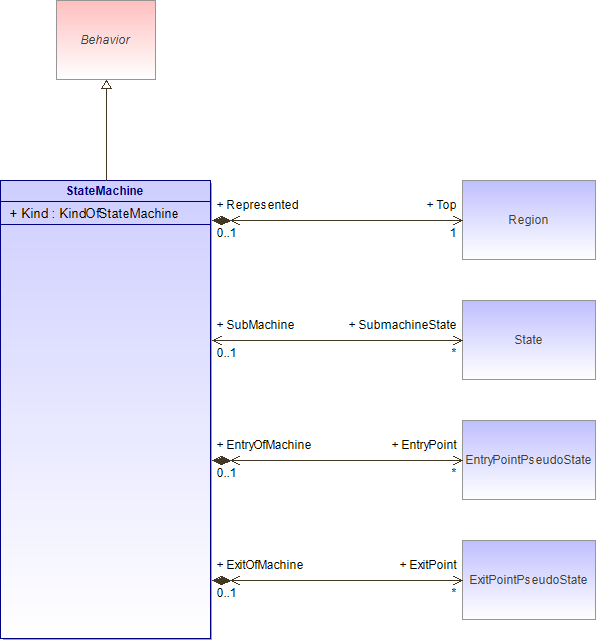 Behavior
StateMachine
+ Kind : KindOfStateMachine
+ Represented
+ Top
0..1
1
Region
+ SubMachine
+ SubmachineState
0..1
*
State
+ EntryOfMachine
+ EntryPoint
0..1
*
EntryPointPseudoState
+ ExitOfMachine
+ ExitPoint
0..1
*
ExitPointPseudoState